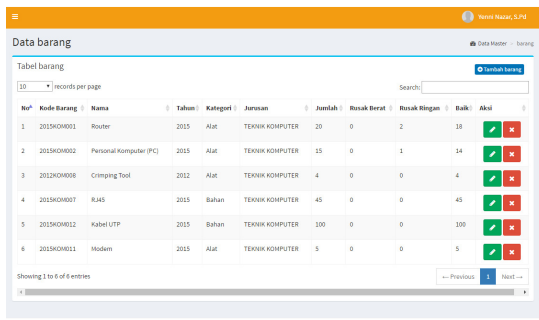 Yenni Nazar, S.Pd
Data barang
Data Master > barang
Tabel barang
Tambah barang
10 records per page
Search:
No Kode Barang Nama Tahun Kategori Jurusan Jumlah Rusak Berat Rusak Ringan Baik Aksi
1 2015KOM001 Router 2015 Alat TEKNIK KOMPUTER 20 0 2 18
2 2015KOM002 Personal Komputer (PC) 2015 Alat TEKNIK KOMPUTER 15 0 1 14
3 2012KOM008 Crimping Tool 2012 Alat TEKNIK KOMPUTER 4 0 0 4
4 2015KOM007 RJ45 2015 Bahan TEKNIK KOMPUTER 45 0 0 45
5 2015KOM012 Kabel UTP 2015 Bahan TEKNIK KOMPUTER 100 0 0 100
6 2015KOM011 Modem 2015 Alat TEKNIK KOMPUTER 5 0 0 5
Showing 1 to 6 of 6 entries
← Previous 1 Next →